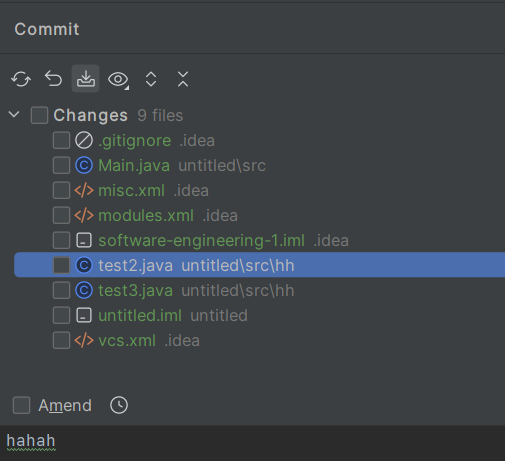 Commit
Changes 9 files
.gitignore .idea
Main.java untitled\src
misc.xml .idea
modules.xml .idea
software-engineering-1.iml .idea
test2.java untitled\src\hh
test3.java untitled\src\hh
untitled.iml untitled
vcs.xml .idea
Amend
hahah